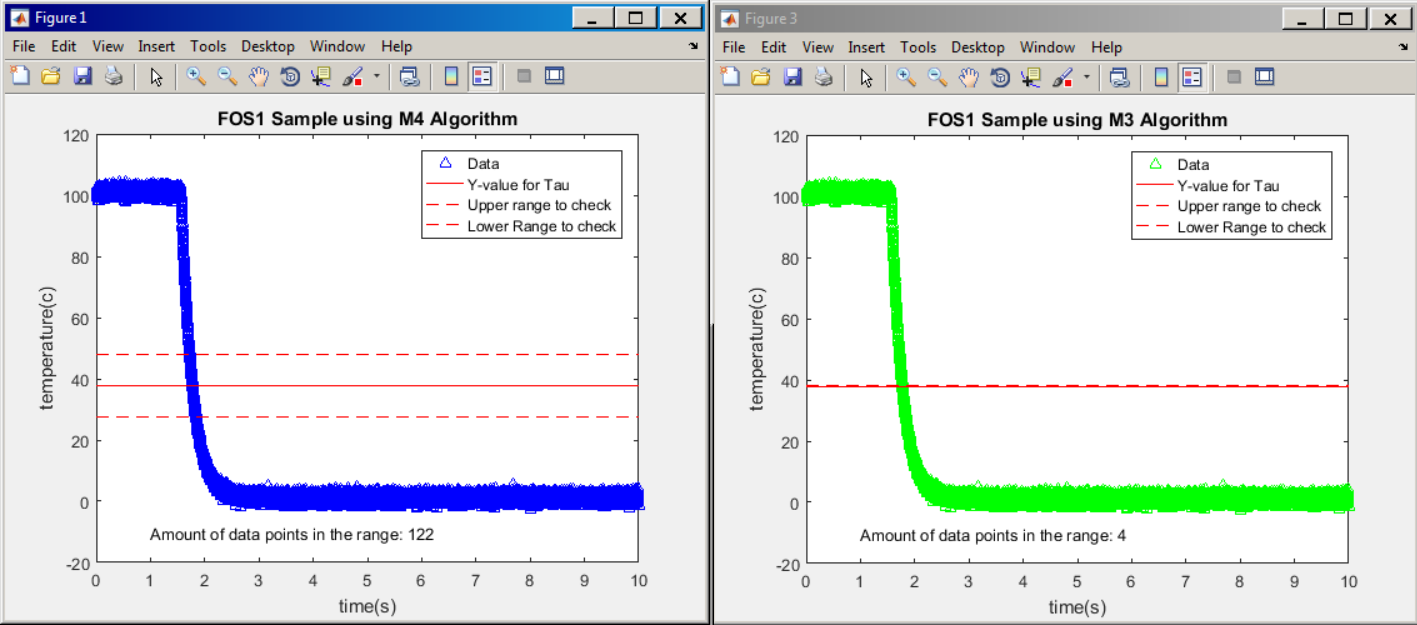 Figure 1
File Edit View Insert Tools Desktop Window Help
FOS1 Sample using M4 Algorithm
Data
Y-value for Tau
Upper range to check
Lower Range to check
120
100
80
60
40
20
0
-20
temperature(c)
Amount of data points in the range: 122
0 1 2 3 4 5 6 7 8 9 10
time(s)
Figure 3
File Edit View Insert Tools Desktop Window Help
FOS1 Sample using M3 Algorithm
Data
Y-value for Tau
Upper range to check
Lower Range to check
120
100
80
60
40
20
0
-20
temperature(c)
Amount of data points in the range: 4
0 1 2 3 4 5 6 7 8 9 10
time(s)